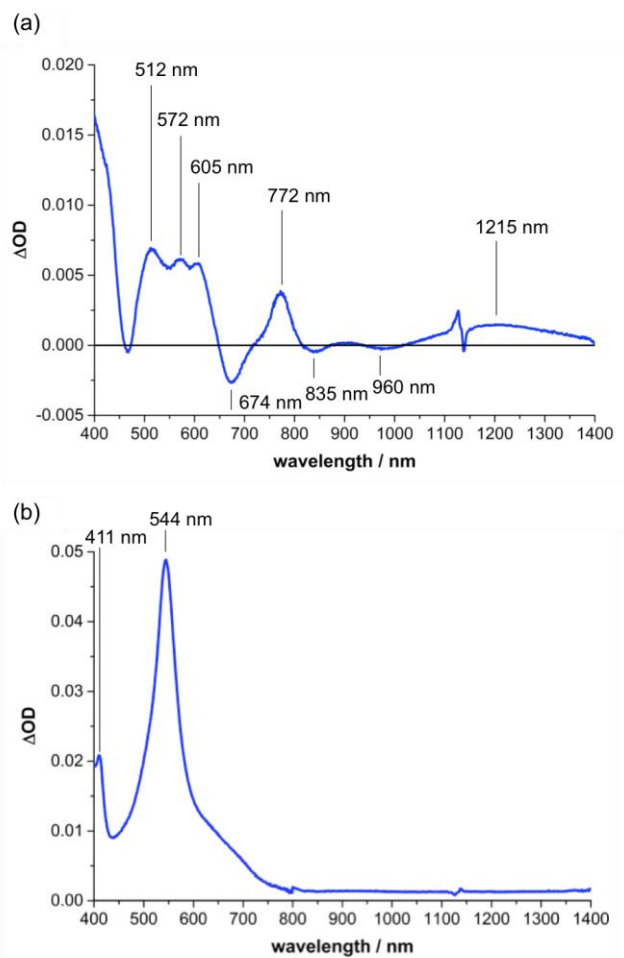 (a)
0.020
0.015
0.010
0.005
0.000
-0.005
ΔOD
512 nm
572 nm
605 nm
772 nm
1215 nm
674 nm
835 nm
960 nm
400 500 600 700 800 900 1000 1100 1200 1300 1400
wavelength / nm
(b)
544 nm
411 nm
0.05
0.04
0.03
0.02
0.01
0.00
ΔOD
400 500 600 700 800 900 1000 1100 1200 1300 1400
wavelength / nm